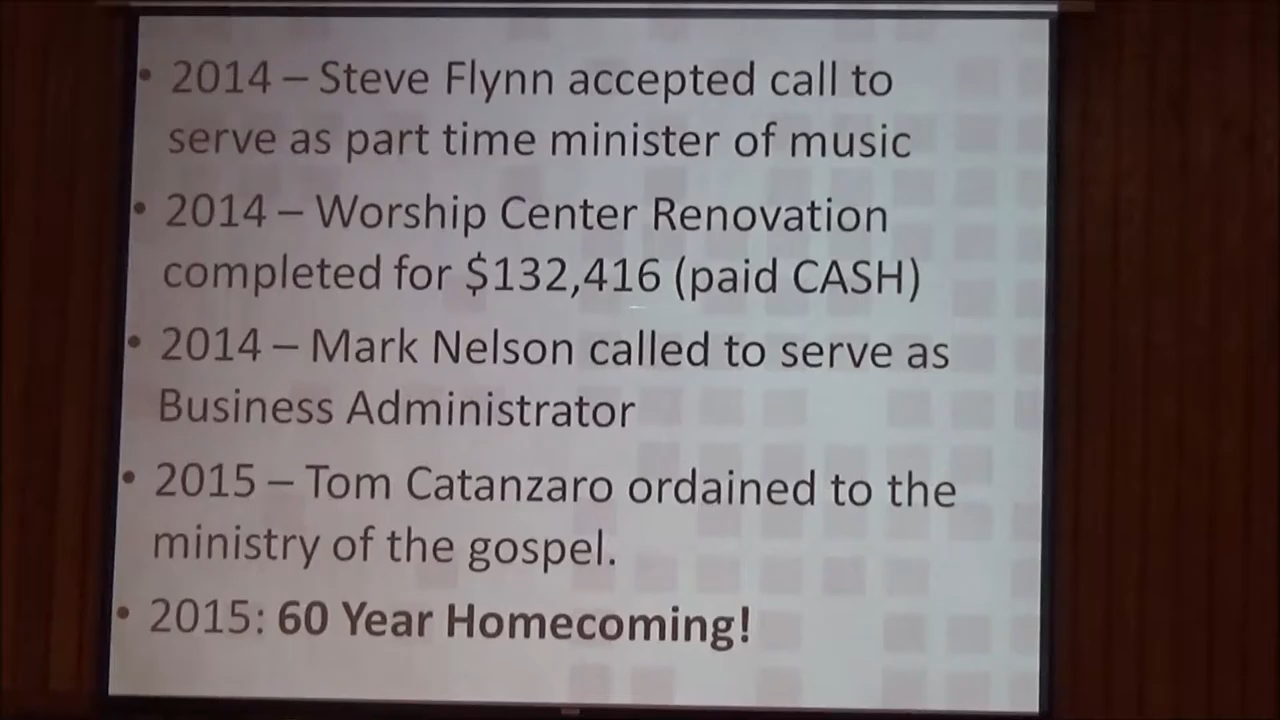 • 2014 – Steve Flynn accepted call to
serve as part time minister of music
• 2014 – Worship Center Renovation
completed for $132,416 (paid CASH)
• 2014 – Mark Nelson called to serve as
Business Administrator
• 2015 – Tom Catanzaro ordained to the
ministry of the gospel.
• 2015: 60 Year Homecoming!